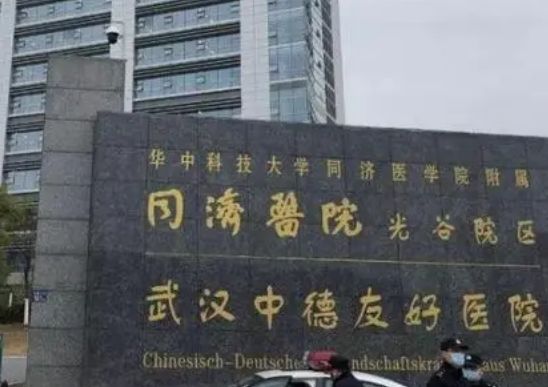 华中科技大学同济医学院附属
同濟醫院 光谷院区
武汉中德友好医院
Chinesisch-Deutsche